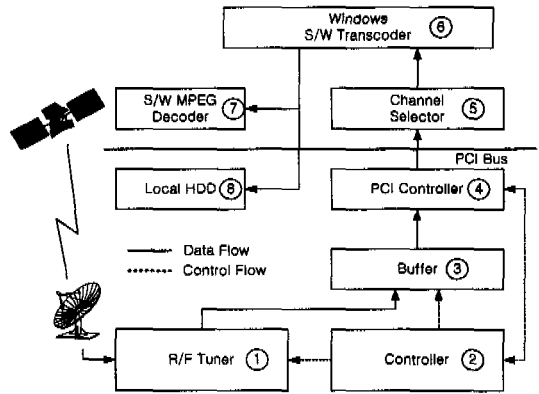 Windows
S/W Transcoder 6
S/W MPEG
Decoder 7
Channel
Selector 5
PCI Bus
Local HDD 8
PCI Controller 4
Data Flow
Control Flow
Buffer 3
R/F Tuner 1
Controller 2